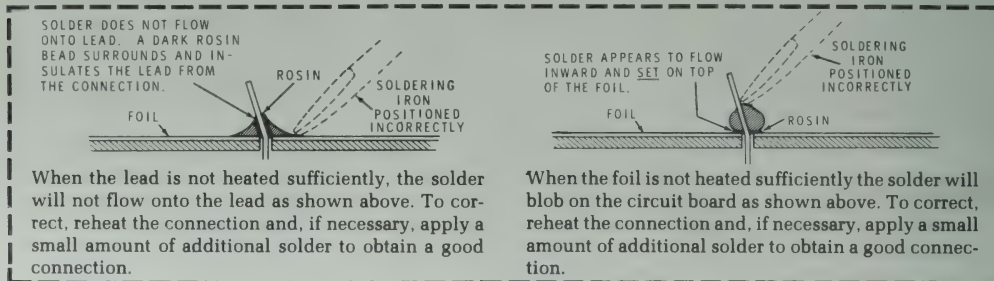 SOLDER DOES NOT FLOW
ONTO LEAD. A DARK ROSIN
BEAD SURROUNDS AND IN-
SULATES THE LEAD FROM
THE CONNECTION.
ROSIN
SOLDERING
IRON
POSITIONED
INCORRECTLY
FOIL
When the lead is not heated sufficiently, the solder
will not flow onto the lead as shown above. To cor-
rect, reheat the connection and, if necessary, apply a
small amount of additional solder to obtain a good
connection.
SOLDER APPEARS TO FLOW
INWARD AND SET ON TOP
OF THE FOIL.
SOLDERING
IRON
POSITIONED
INCORRECTLY
FOIL
ROSIN
When the foil is not heated sufficiently the solder will
blob on the circuit board as shown above. To correct,
reheat the connection and, if necessary, apply a small
amount of additional solder to obtain a good connec-
tion.